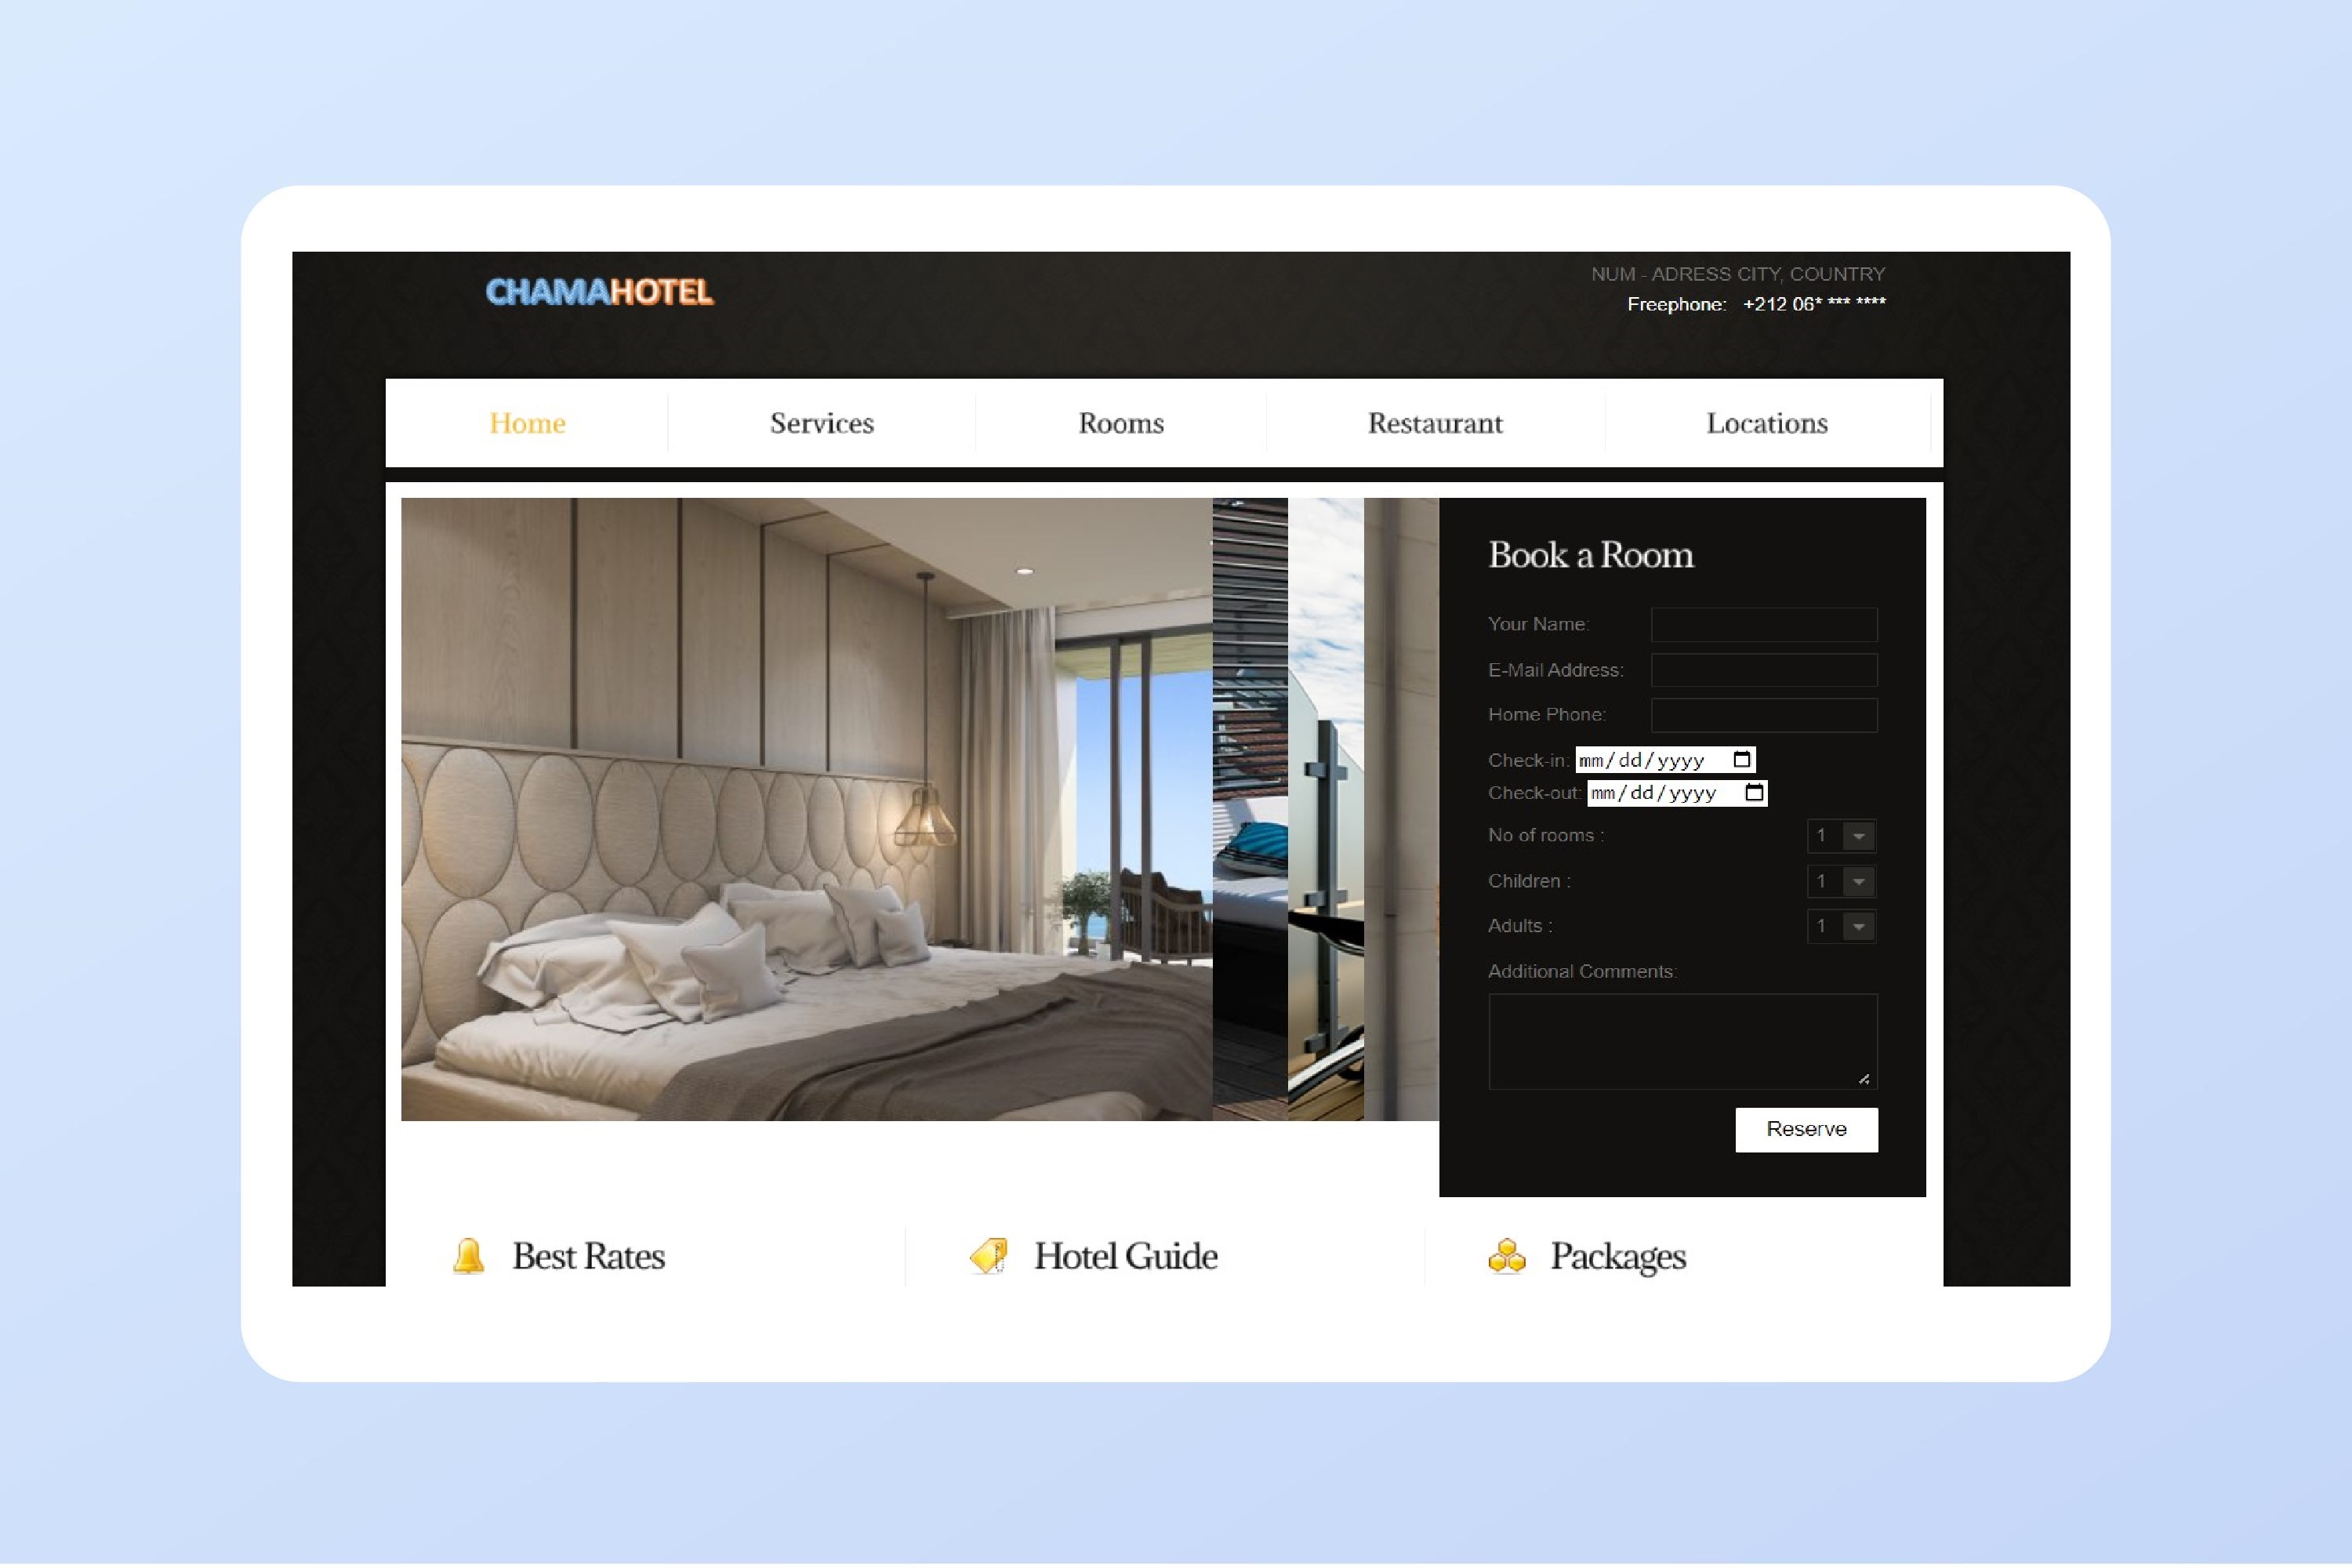 CHAMAHOTEL
NUM - ADRESS CITY, COUNTRY
Freephone: +212 06* *** ****
Home
Services
Rooms
Restaurant
Locations
Book a Room
Your Name:
E-Mail Address:
Home Phone:
Check-in: mm/dd/yyyy
Check-out: mm/dd/yyyy
No of rooms : 1
Children : 1
Adults : 1
Additional Comments:
Reserve
Best Rates
Hotel Guide
Packages